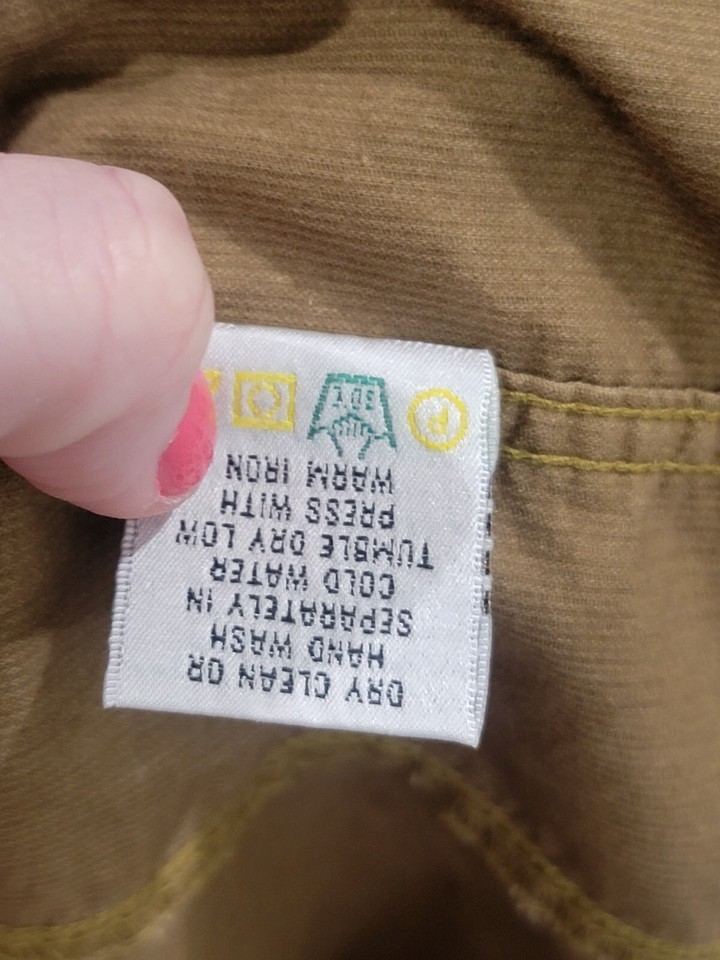 DRY CLEAN OR
HAND WASH
SEPARATELY IN
COLD WATER
TUMBLE DRY LOW
PRESS WITH
WARM IRON
P